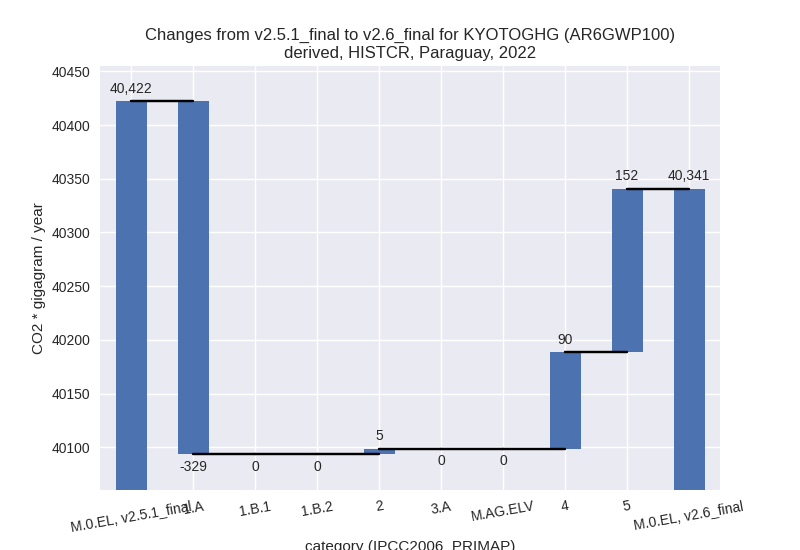 Changes from v2.5.1_final to v2.6_final for KYOTOGHG (AR6GWP100)
derived, HISTCR, Paraguay, 2022
CO2 * gigagram / year
40450
40400
40350
40300
40250
40200
40150
40100
40,422
-329
0
0
5
0
0
90
152
40,341
M.0.EL, v2.5.1_final
1.A
1.B.1
1.B.2
2
3.A
M.AG.ELV
4
5
M.0.EL, v2.6_final
category (IPCC2006_PRIMAP)